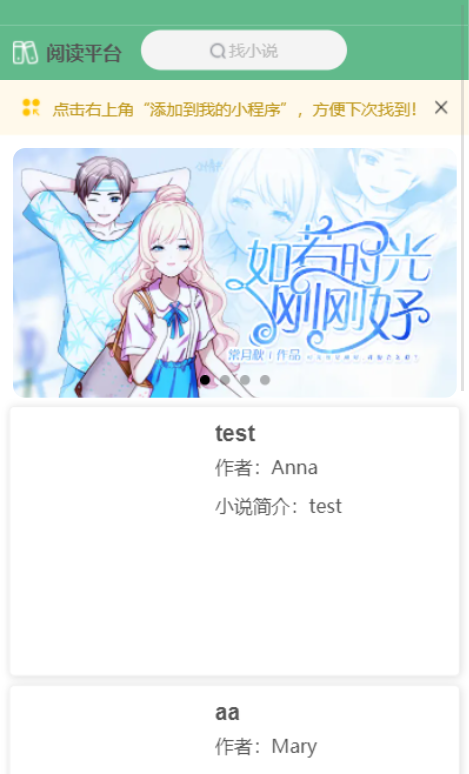 阅读平台
找小说
点击右上角“添加到我的小程序”，方便下次找到!
如若时光
刚刚好
常月秋 | 作品
test
作者：Anna
小说简介：test
aa
作者：Mary